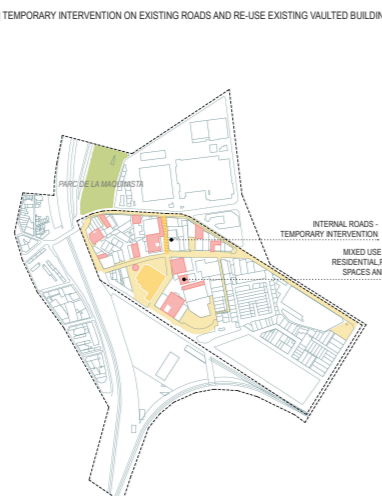 TEMPORARY INTERVENTION ON EXISTING ROADS AND RE-USE EXISTING VAULTED BUILDIN
PARC DE LA MAQUINISTA
INTERNAL ROADS -
TEMPORARY INTERVENTION
MIXED USE
RESIDENTIAL,
SPACES AN